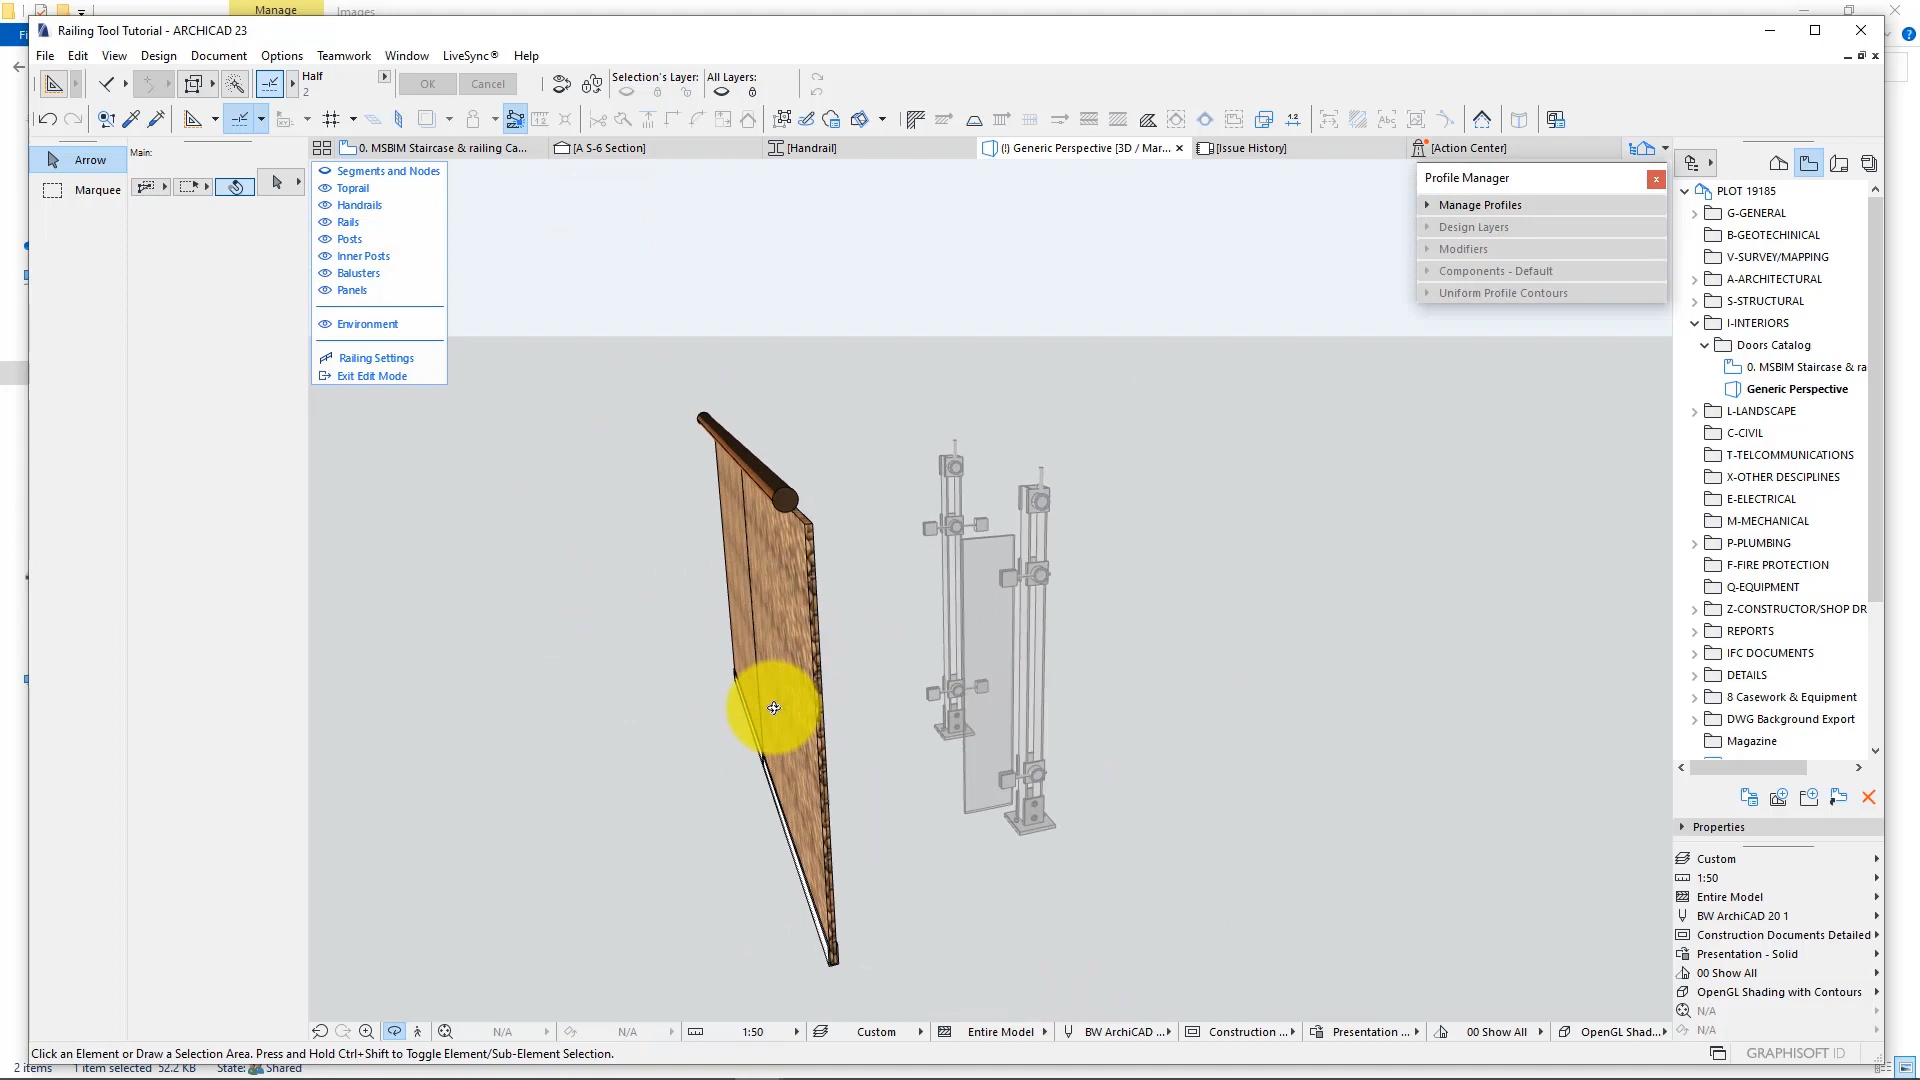 Manage
Images
Railing Tool Tutorial - ARCHICAD 23
File Edit View Design Document Options Teamwork Window LiveSync® Help
Half
2
OK
Cancel
Selection's Layer:
All Layers:
Arrow
Marquee
Main:
0. MSBIM Staircase & railing Ca...
[A S-6 Section]
[Handrail]
(!) Generic Perspective [3D / Mar...
[Issue History]
[Action Center]
Segments and Nodes
Toprail
Handrails
Rails
Posts
Inner Posts
Balusters
Panels
Environment
Railing Settings
Exit Edit Mode
Profile Manager
Manage Profiles
Design Layers
Modifiers
Components - Default
Uniform Profile Contours
PLOT 19185
G-GENERAL
B-GEOTECHINICAL
V-SURVEY/MAPPING
A-ARCHITECTURAL
S-STRUCTURAL
I-INTERIORS
Doors Catalog
0. MSBIM Staircase & ra
Generic Perspective
L-LANDSCAPE
C-CIVIL
T-TELCOMMUNICATIONS
X-OTHER DESCIPLINES
E-ELECTRICAL
M-MECHANICAL
P-PLUMBING
F-FIRE PROTECTION
Q-EQUIPMENT
Z-CONSTRUCTOR/SHOP DR
REPORTS
IFC DOCUMENTS
DETAILS
8 Casework & Equipment
DWG Background Export
Magazine
Properties
Custom
1:50
Entire Model
BW ArchiCAD 20 1
Construction Documents Detailed
Presentation - Solid
00 Show All
OpenGL Shading with Contours
N/A
N/A
N/A N/A 1:50 Custom Entire Model BW ArchiCAD ... Construction ... Presentation ... 00 Show All OpenGL Shad...
Click an Element or Draw a Selection Area. Press and Hold Ctrl+Shift to Toggle Element/Sub-Element Selection.
GRAPHISOFT ID
2 items 1 item selected 52.2 KB State: Shared